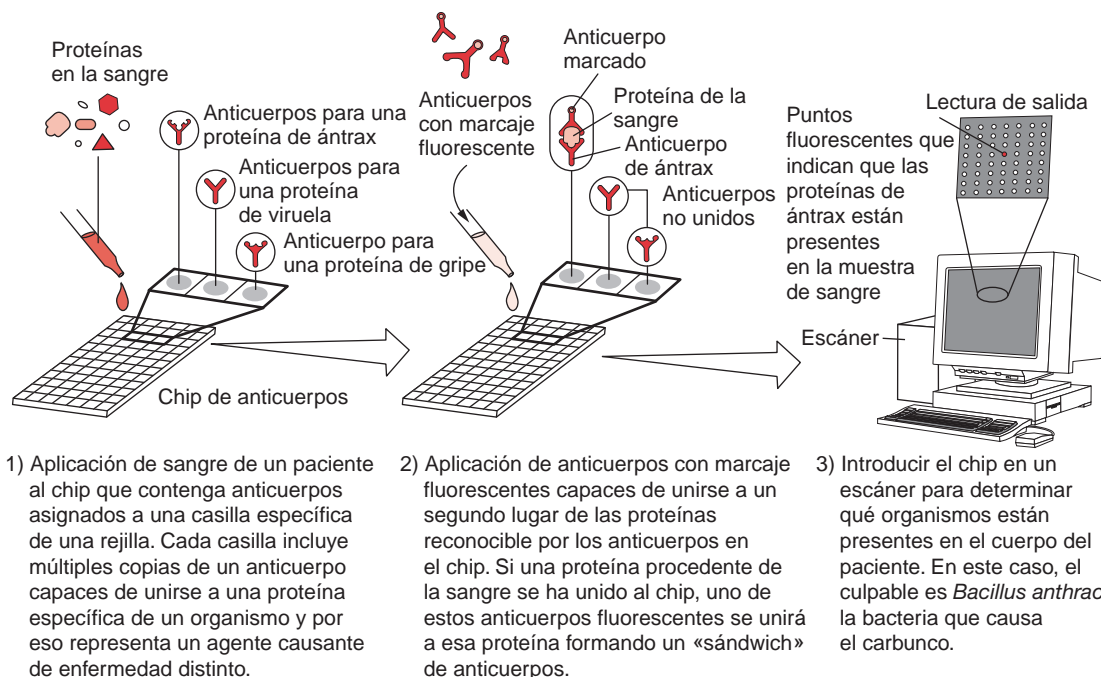 Proteínas
en la sangre
Anticuerpos para una
proteína de ántrax
Anticuerpos para
una proteína
de viruela
Anticuerpo para
una proteína de gripe
Chip de anticuerpos
Anticuerpos
con marcaje
fluorescente
Anticuerpo
marcado
Proteína de la
sangre
Anticuerpo
de ántrax
Anticuerpos
no unidos
Puntos
fluorescentes que
indican que las
proteínas de
ántrax están
presentes
en la muestra
de sangre
Lectura de salida
Escáner
1) Aplicación de sangre de un paciente
al chip que contenga anticuerpos
asignados a una casilla específica
de una rejilla. Cada casilla incluye
múltiples copias de un anticuerpo
capaces de unirse a una proteína
específica de un organismo y por
eso representa un agente causante
de enfermedad distinto.
2) Aplicación de anticuerpos con marcaje
fluorescentes capaces de unirse a un
segundo lugar de las proteínas
reconocible por los anticuerpos en
el chip. Si una proteína procedente de
la sangre se ha unido al chip, uno de
estos anticuerpos fluorescentes se unirá
a esa proteína formando un «sándwich»
de anticuerpos.
3) Introducir el chip en un
escáner para determinar
qué organismos están
presentes en el cuerpo del
paciente. En este caso, el
culpable es Bacillus anthrac
la bacteria que causa
el carbunco.